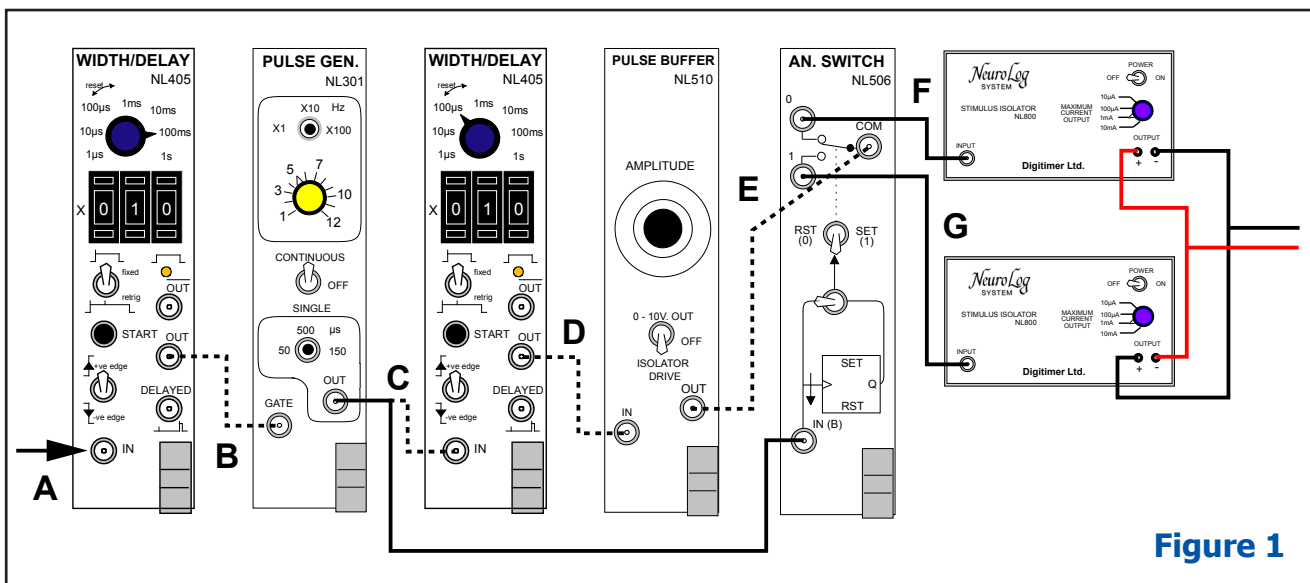 WIDTH/DELAY
NL405
reset
1ms
100µs
10ms
10µs
100ms
1µs
1s
X
0 1 0
fixed
retrig
OUT
START
OUT
+ve edge
DELAYED
-ve edge
IN
A
B
PULSE GEN.
NL301
X10 Hz
X1 X100
5 7
3 10
1 12
CONTINUOUS
OFF
SINGLE
500 µs
50 150
OUT
GATE
C
WIDTH/DELAY
NL405
reset
1ms
100µs
10ms
10µs
100ms
1µs
1s
X
0 1 0
fixed
retrig
OUT
START
OUT
+ve edge
DELAYED
-ve edge
IN
D
PULSE BUFFER
NL510
AMPLITUDE
0 - 10V. OUT
OFF
ISOLATOR
DRIVE
OUT
IN
E
AN. SWITCH
NL506
0
COM
1
RST
(0)
SET
(1)
SET
Q
RST
IN (B)
F
G
NeuroLog
SYSTEM
POWER
OFF ON
STIMULUS ISOLATOR
NL800
MAXIMUM
CURRENT
OUTPUT
10µA
100µA
1mA
10mA
OUTPUT
INPUT
+ -
Digitimer Ltd.
NeuroLog
SYSTEM
POWER
OFF ON
STIMULUS ISOLATOR
NL800
MAXIMUM
CURRENT
OUTPUT
10µA
100µA
1mA
10mA
OUTPUT
INPUT
+ -
Digitimer Ltd.
Figure 1